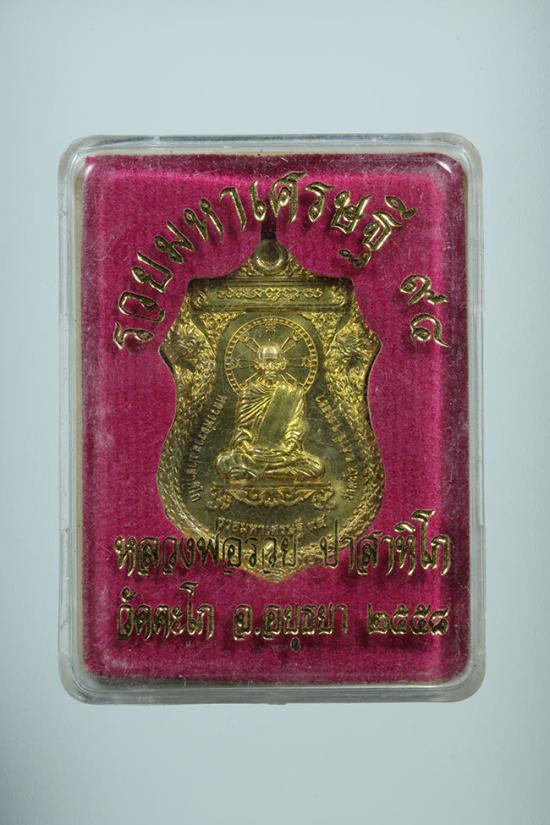 รวยมหาเศรษฐี ๙๔
หลวงพ่อรวย ปาสาทิโก
วัดตะโก อ.อยุธยา ๒๕๕๘